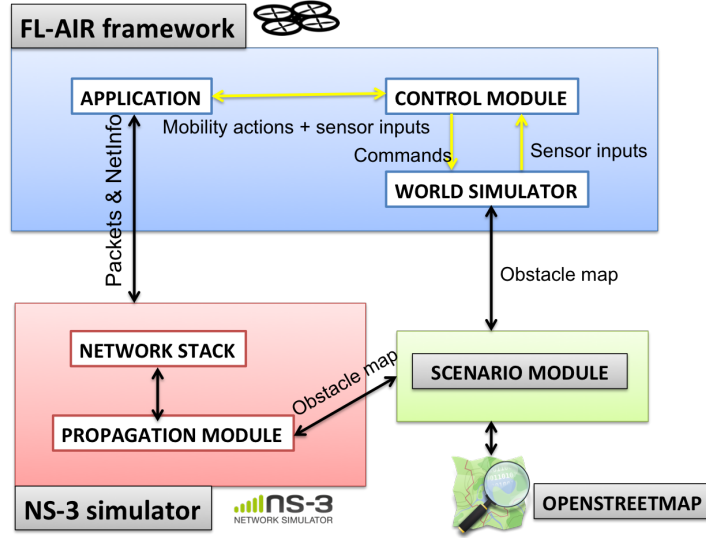 FL-AIR framework
APPLICATION
CONTROL MODULE
Mobility actions + sensor inputs
Commands
Sensor inputs
WORLD SIMULATOR
Packets & NetInfo
Obstacle map
NETWORK STACK
Obstacle map
SCENARIO MODULE
PROPAGATION MODULE
NS-3 simulator
NS-3
NETWORK SIMULATOR
OPENSTREETMAP